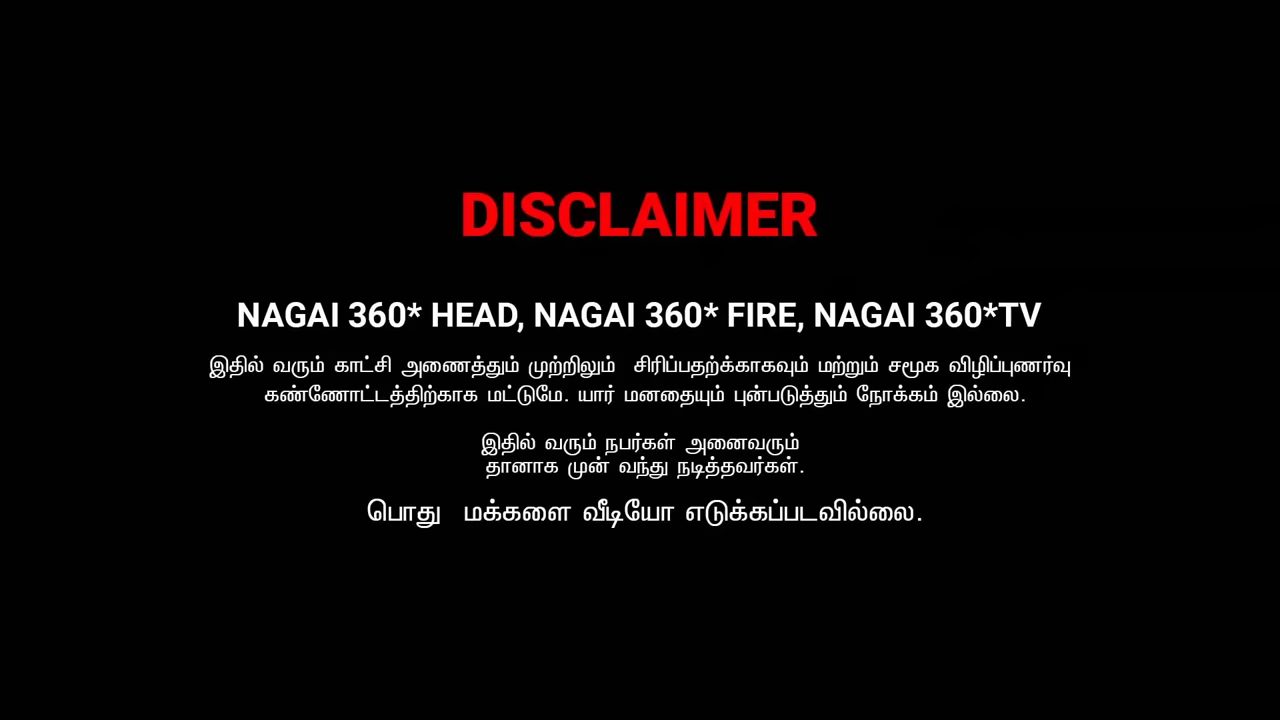 DISCLAIMER
NAGAI 360* HEAD, NAGAI 360* FIRE, NAGAI 360*TV
இதில் வரும் காட்சி அணைத்தும் முற்றிலும் சிரிப்பதற்க்காகவும் மற்றும் சமூக விழிப்புணர்வு
கண்ணோட்டத்திற்காக மட்டுமே. யார் மனதையும் புன்படுத்தும் நோக்கம் இல்லை.
இதில் வரும் நபர்கள் அனைவரும்
தானாக முன் வந்து நடித்தவர்கள்.
பொது மக்களை வீடியோ எடுக்கப்படவில்லை.